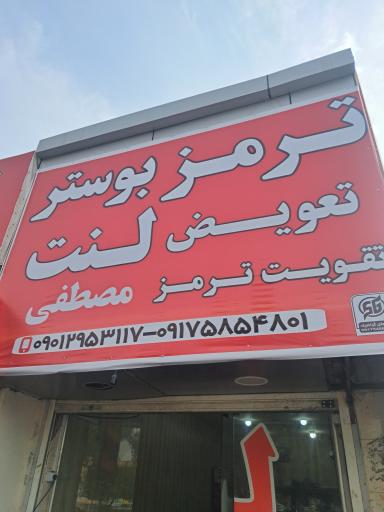 ترمز بوستر
تعویض لنت
تقویت ترمز مصطفی
۰۹۰۱۲۹۵۳۱۱۷-۰۹۱۷۵۸۵۴۸۰۱